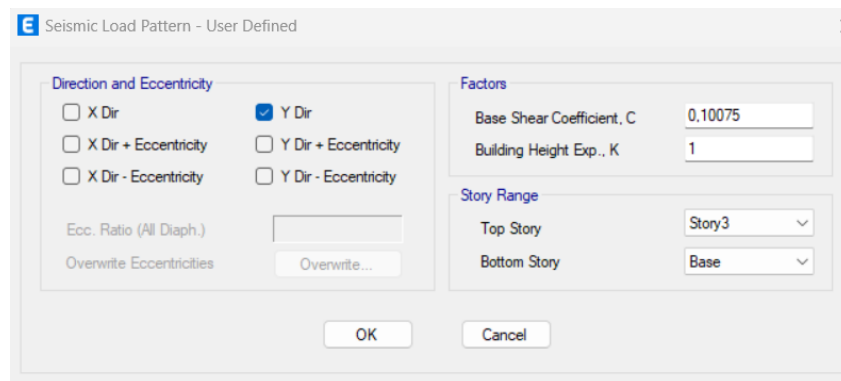 E Seismic Load Pattern - User Defined
Direction and Eccentricity
X Dir
Y Dir
X Dir + Eccentricity
Y Dir + Eccentricity
X Dir - Eccentricity
Y Dir - Eccentricity
Ecc. Ratio (All Diaph.)
Overwrite Eccentricities
Overwrite...
Factors
Base Shear Coefficient, C
0,10075
Building Height Exp., K
1
Story Range
Top Story
Story3
Bottom Story
Base
OK
Cancel